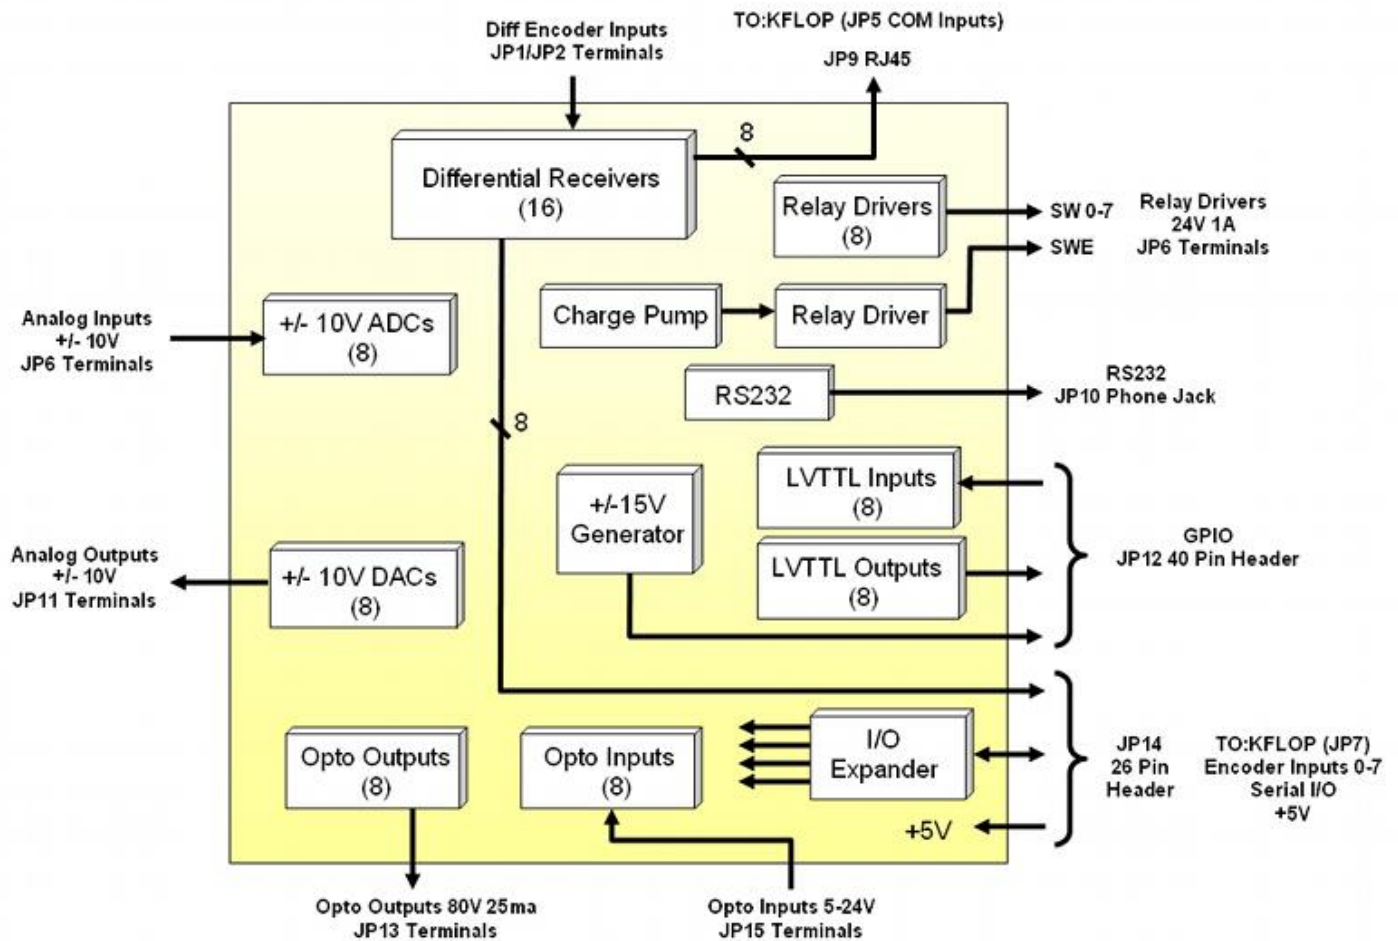 Diff Encoder Inputs
JP1/JP2 Terminals
TO:KFLOP (JP5 COM Inputs)
JP9 RJ45
8
Differential Receivers
(16)
Relay Drivers
(8)
SW 0-7
SWE
Relay Drivers
24V 1A
JP6 Terminals
Analog Inputs
+/- 10V
JP6 Terminals
+/- 10V ADCs
(8)
Charge Pump
Relay Driver
RS232
RS232
JP10 Phone Jack
8
+/-15V
Generator
LVTTL Inputs
(8)
LVTTL Outputs
(8)
GPIO
JP12 40 Pin Header
Analog Outputs
+/- 10V
JP11 Terminals
+/- 10V DACs
(8)
Opto Outputs
(8)
Opto Inputs
(8)
I/O
Expander
+5V
JP14
26 Pin
Header
TO:KFLOP (JP7)
Encoder Inputs 0-7
Serial I/O
+5V
Opto Outputs 80V 25ma
JP13 Terminals
Opto Inputs 5-24V
JP15 Terminals